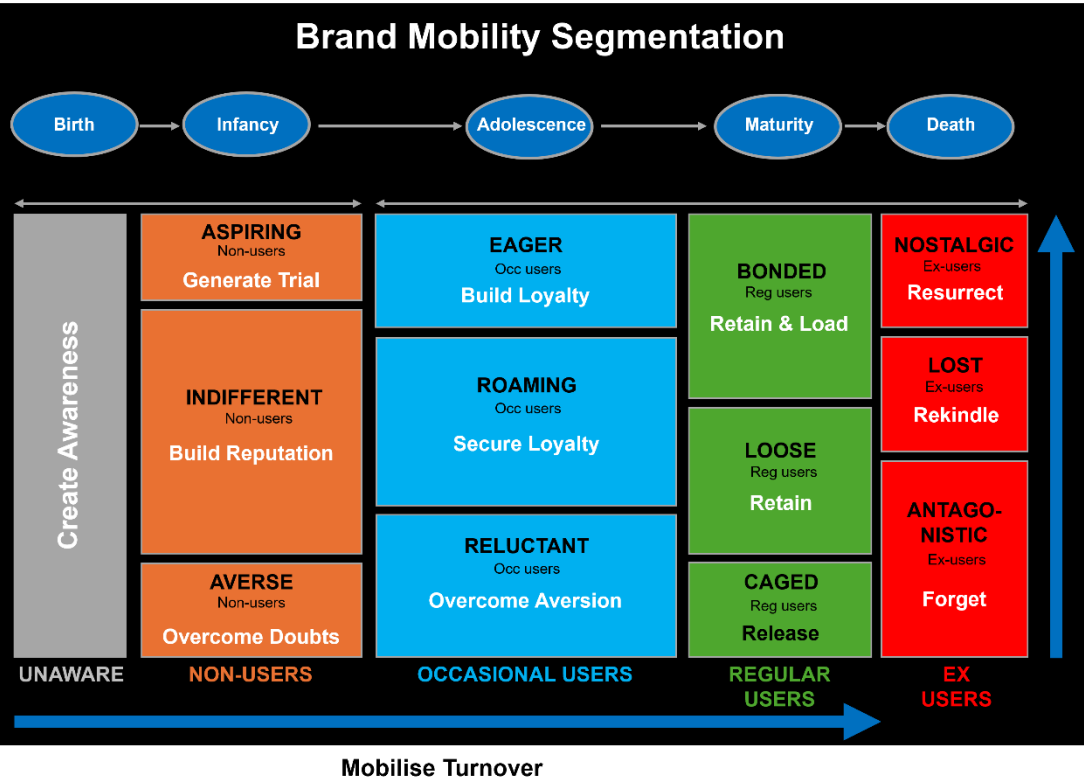 Brand Mobility Segmentation
Birth
Infancy
Adolescence
Maturity
Death
Create Awareness
ASPIRING
Non-users
Generate Trial
INDIFFERENT
Non-users
Build Reputation
AVERSE
Non-users
Overcome Doubts
EAGER
Occ users
Build Loyalty
ROAMING
Occ users
Secure Loyalty
RELUCTANT
Occ users
Overcome Aversion
BONDED
Reg users
Retain & Load
LOOSE
Reg users
Retain
CAGED
Reg users
Release
NOSTALGIC
Ex-users
Resurrect
LOST
Ex-users
Rekindle
ANTAGO-
NISTIC
Ex-users
Forget
UNAWARE
NON-USERS
OCCASIONAL USERS
REGULAR
USERS
EX
USERS
Mobilise Turnover